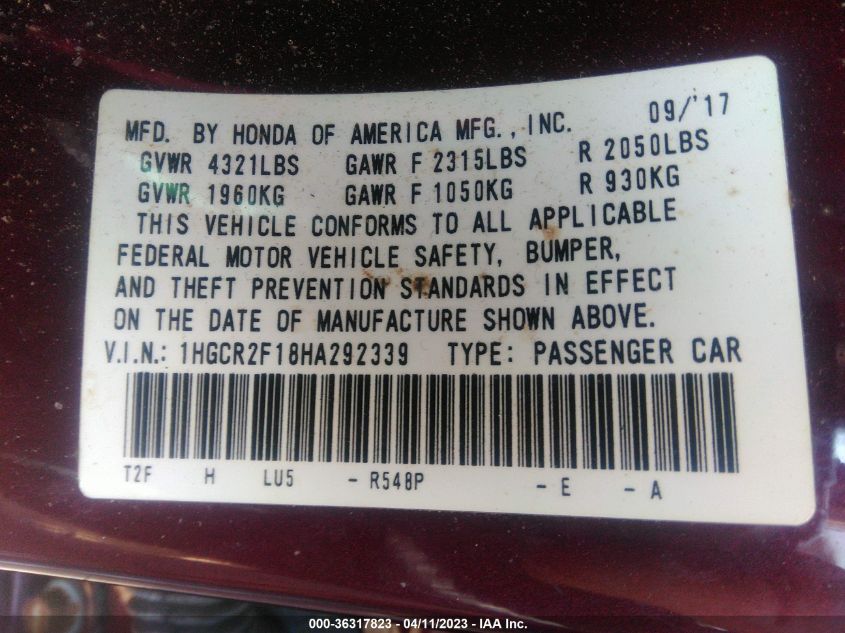 MFD. BY HONDA OF AMERICA MFG., INC. 09/'17
GVWR 4321LBS GAWR F 2315LBS R 2050LBS
GVWR 1960KG GAWR F 1050KG R 930KG
THIS VEHICLE CONFORMS TO ALL APPLICABLE
FEDERAL MOTOR VEHICLE SAFETY, BUMPER,
AND THEFT PREVENTION STANDARDS IN EFFECT
ON THE DATE OF MANUFACTURE SHOWN ABOVE.
V.I.N.: 1HGCR2F18HA292339 TYPE: PASSENGER CAR
T2F H LU5 - R548P - E - A
000-36317823 - 04/11/2023 - IAA Inc.